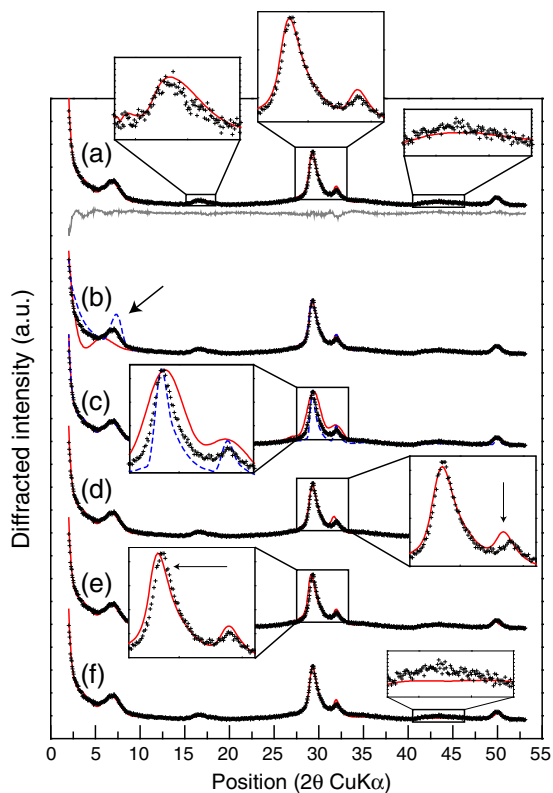 (a)
(b)
(c)
(d)
(e)
(f)
Diffracted intensity (a.u.)
0 5 10 15 20 25 30 35 40 45 50 55
Position (2θ CuKα)